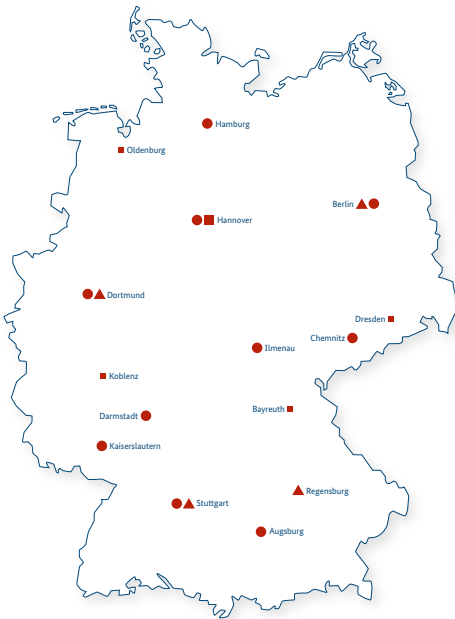 Hamburg
Oldenburg
Berlin
Hannover
Dortmund
Dresden
Chemnitz
Ilmenau
Koblenz
Bayreuth
Darmstadt
Kaiserslautern
Regensburg
Stuttgart
Augsburg